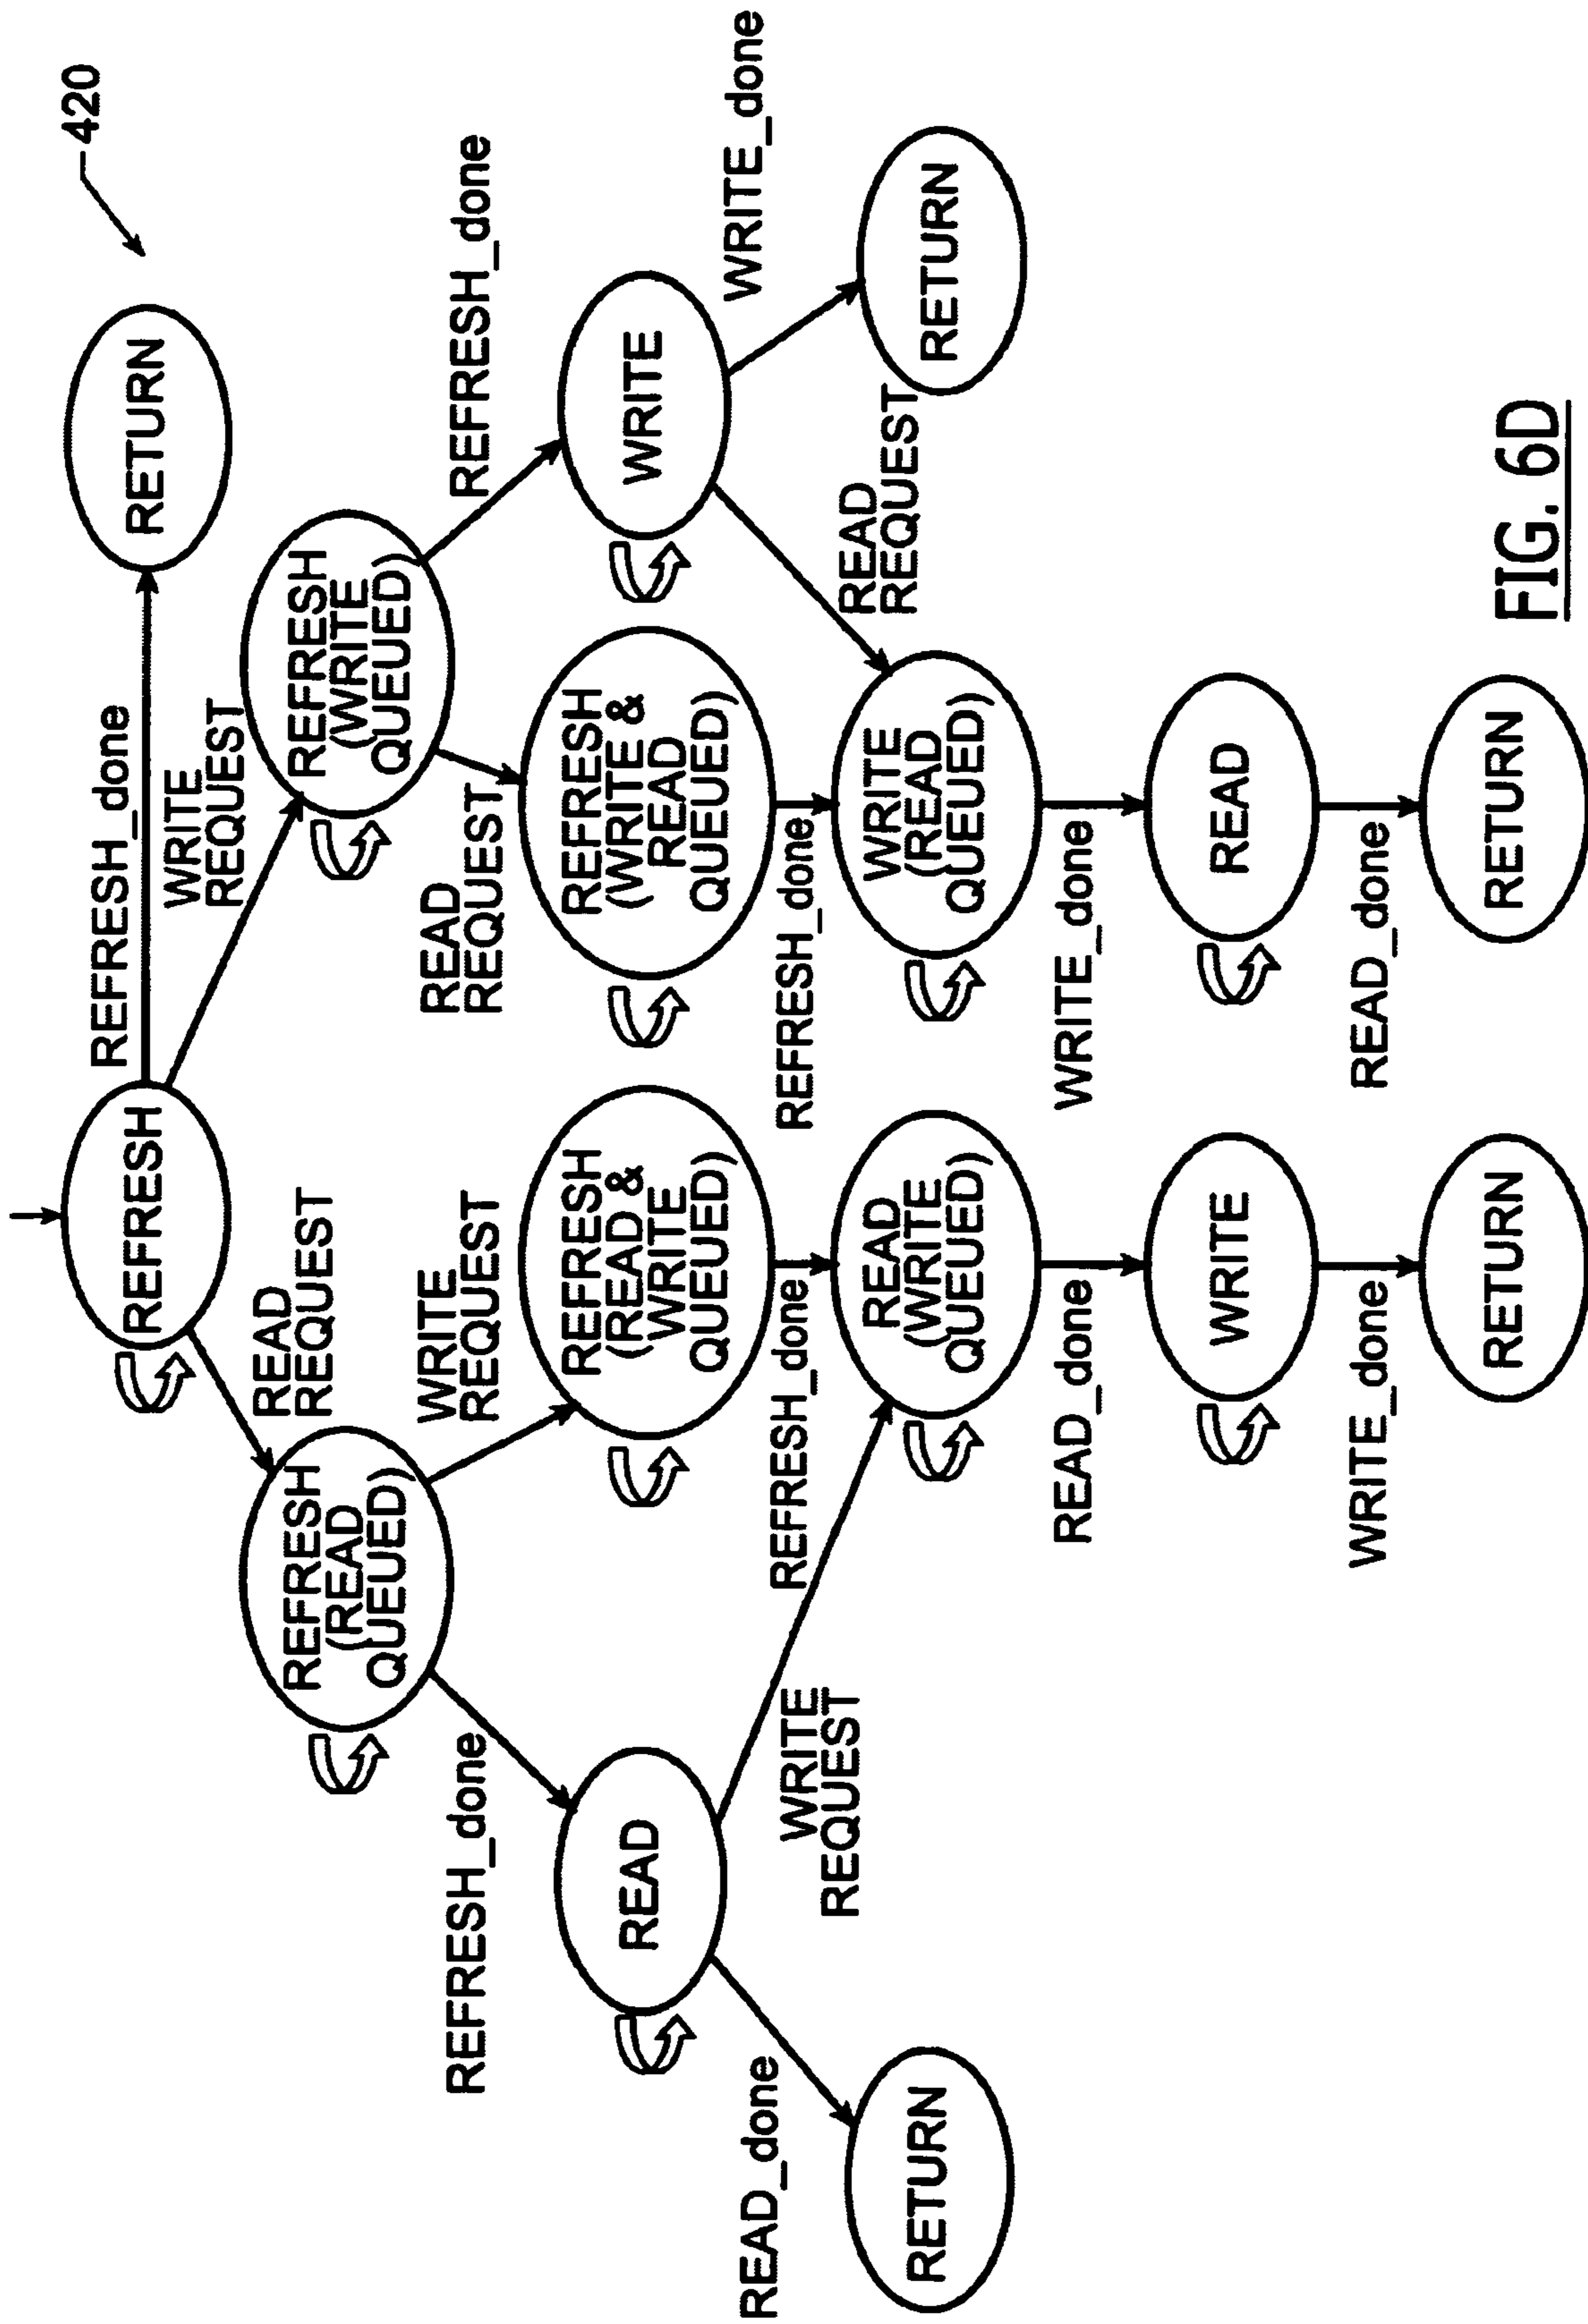 420
REFRESH_done
REFRESH
RETURN
WRITE
REQUEST
READ
REQUEST
REFRESH
(READ
QUEUED)
REFRESH
(WRITE
QUEUED)
REFRESH_done
WRITE
REQUEST
READ
REQUEST
REFRESH_done
READ
REFRESH
(READ &
WRITE
QUEUED)
REFRESH
(WRITE &
READ
QUEUED)
WRITE
WRITE_done
READ_done
WRITE
REQUEST
REFRESH_done
REFRESH_done
READ
REQUEST
RETURN
READ
(WRITE
QUEUED)
WRITE
(READ
QUEUED)
RETURN
READ_done
WRITE_done
WRITE
READ
WRITE_done
READ_done
RETURN
RETURN
FIG. 6D